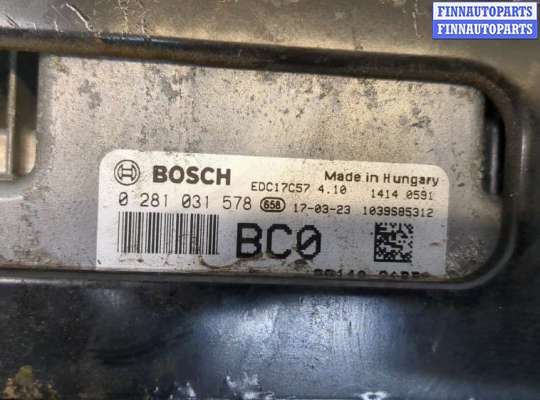 FINNAUTOPARTS
FINNAUTOPARTS
BOSCH
Made in Hungary
EDC17C57 4.10 1414 0591
0 281 031 578 658 17-03-23 1039S85312
BC0